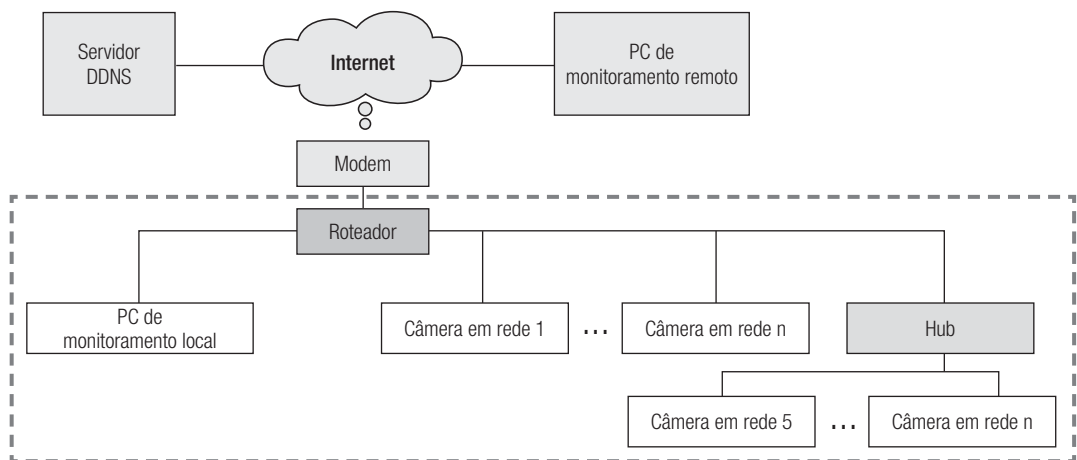 Servidor
DDNS
Internet
PC de
monitoramento remoto
Modem
Roteador
PC de
monitoramento local
Câmera em rede 1
...
Câmera em rede n
Hub
Câmera em rede 5
...
Câmera em rede n